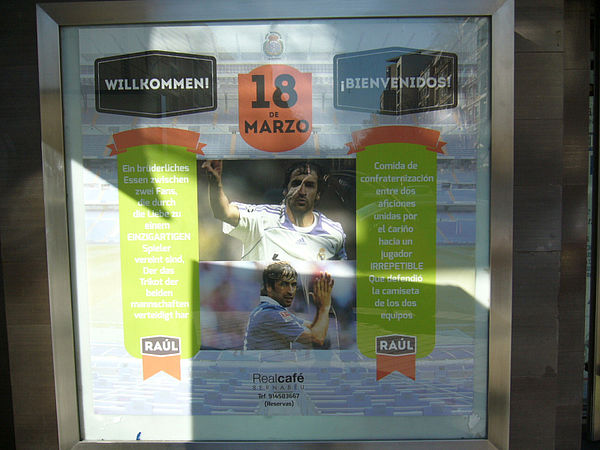 WILLKOMMEN!
18
DE
MARZO
¡BIENVENIDOS!
Ein brüderliches
Essen zwischen
zwei Fans,
die durch
die Liebe zu
einem
EINZIGARTIGEN
Spieler
vereint sind.
Der das
Trikot der
beiden
mannschaften
verteidigt har
RAÚL
Comida de
confraternización
entre dos
aficiones
unidas por
el cariño
hacia un
jugador
IRREPETIBLE
Que defendió
la camiseta
de los dos
equipos
RAÚL
Realcafé
BERNABÉU
Tef. 914583667
(Reservas)